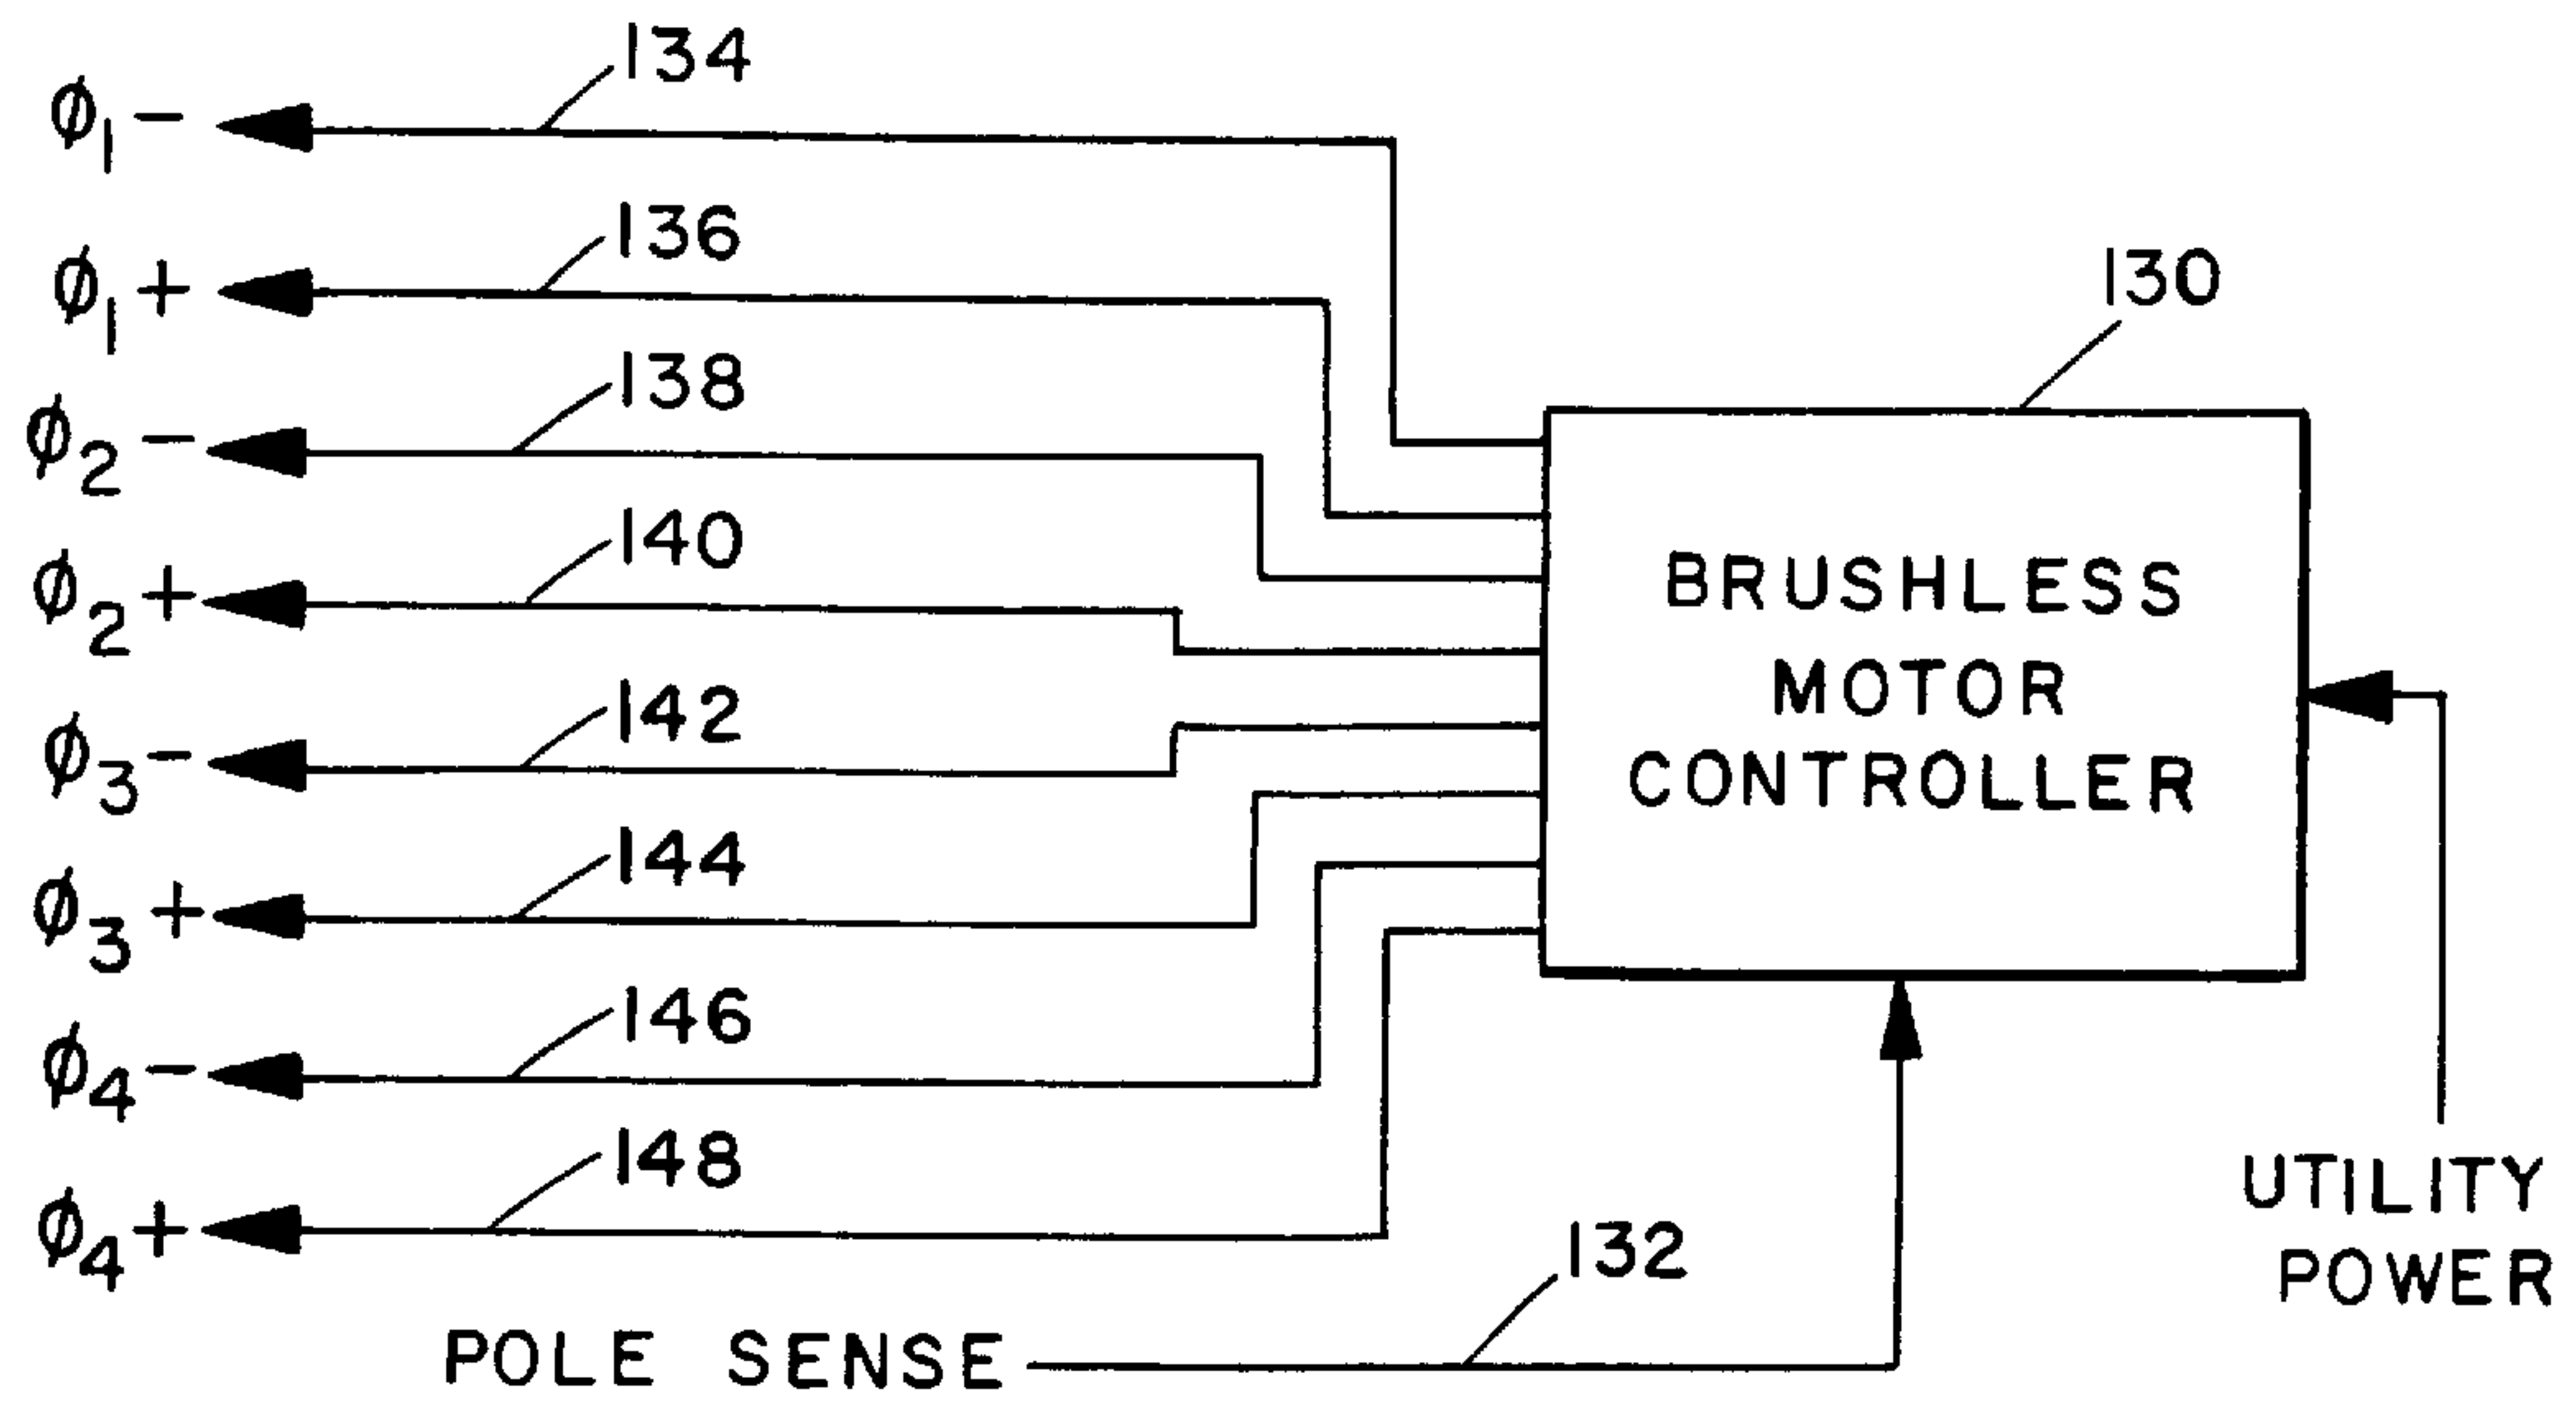 134
ϕ1-
136
ϕ1+
130
138
ϕ2-
140
ϕ2+
BRUSHLESS
MOTOR
CONTROLLER
142
ϕ3-
144
ϕ3+
146
ϕ4-
148
ϕ4+
UTILITY
POWER
132
POLE SENSE